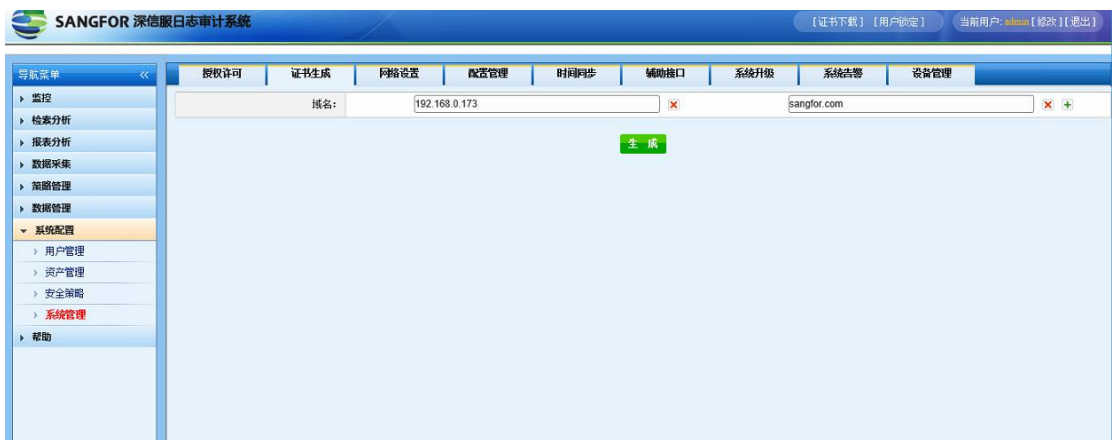 SANGFOR 深信服日志审计系统 [证书下载] [用户锁定] 当前用户:admin[修改][退出]
导航菜单 « 授权许可 证书生成 网络设置 配置管理 时间同步 辅助接口 系统升级 系统告警 设备管理
监控 域名: 192.168.0.173 sangfor.com
检索分析
报表分析 生 成
数据采集
策略管理
数据管理
系统配置
用户管理
资产管理
安全策略
系统管理
帮助